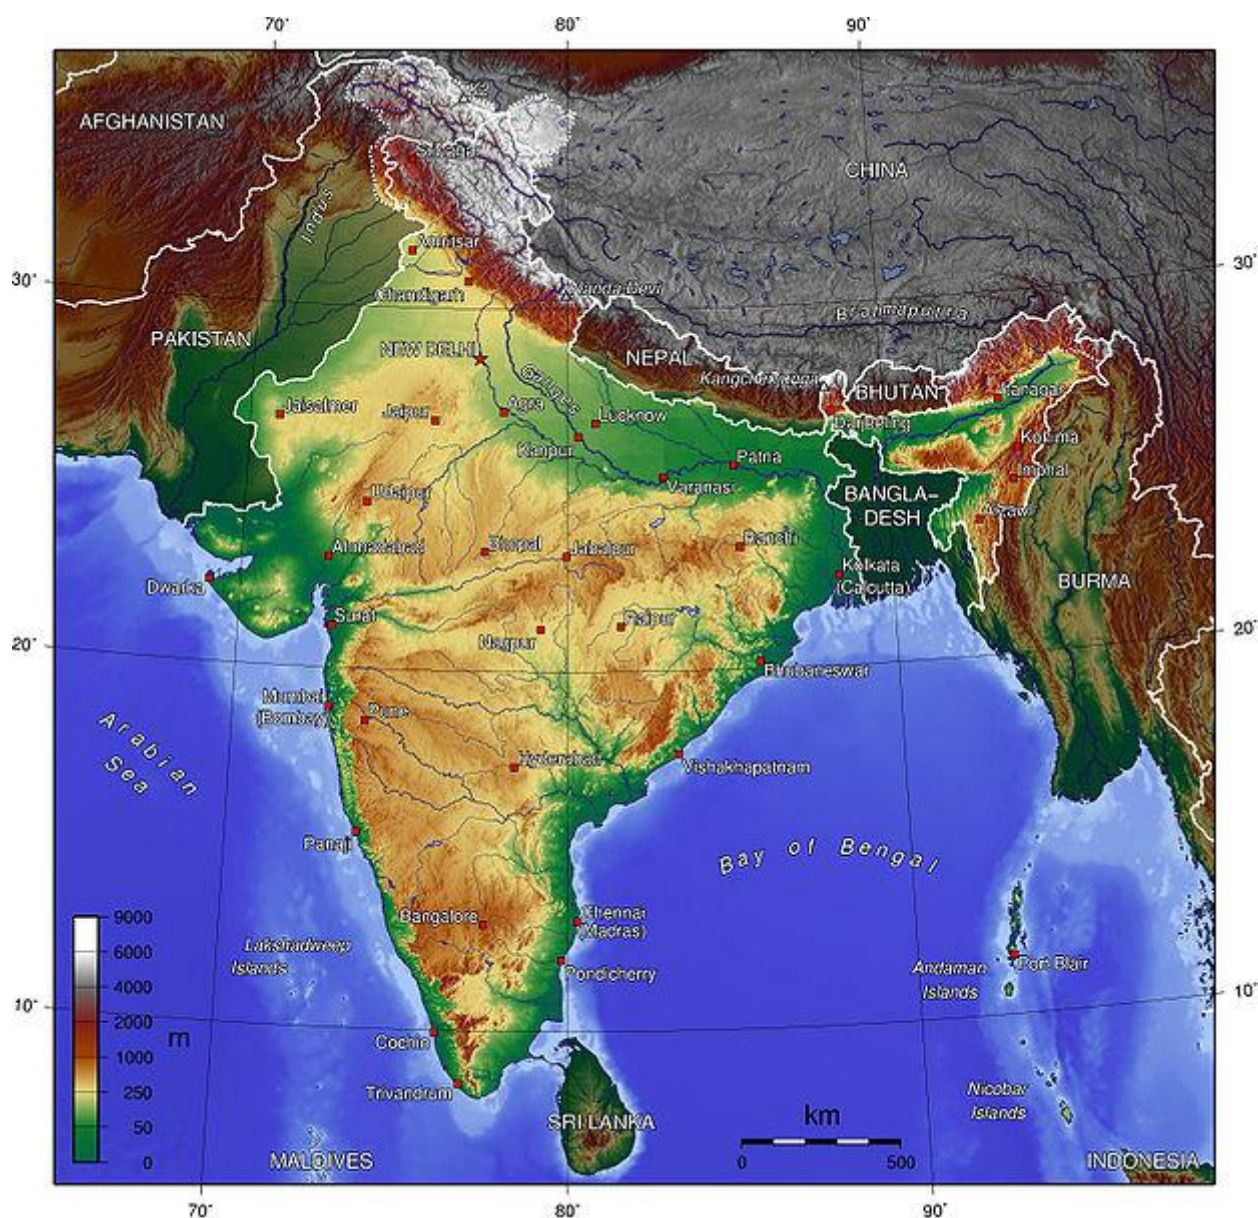 70°
80°
90°
AFGHANISTAN
K2
CHINA
Indus
Amritsar
30°
30°
Chandigarh
Nanda Devi
Brahmaputra
PAKISTAN
NEW DELHI
NEPAL
Ganges
Kangchenjunga
BHUTAN
Itanagar
Jaisalmer
Jaipur
Agra
Lucknow
Darjeeling
Kohima
Kanpur
Patna
Imphal
Varanasi
BANGLA-
DESH
Udaipur
Aizawl
Ahmadabad
Bhopal
Jabalpur
Ranchi
Kolkata
(Calcutta)
BURMA
Dwarka
Surat
Nagpur
Raipur
20°
20°
Bhubaneswar
Mumbai
(Bombay)
Pune
Arabian
Sea
Hyderabad
Vishakhapatnam
Panaji
Bay of Bengal
Bangalore
Chennai
(Madras)
Lakshadweep
Islands
Pondicherry
Andaman
Islands
Port Blair
10°
10°
Cochin
Trivandrum
Nicobar
Islands
SRI LANKA
MALDIVES
INDONESIA
9000
6000
4000
2000
1000
250
50
0
m
km
0
500
70°
80°
90°